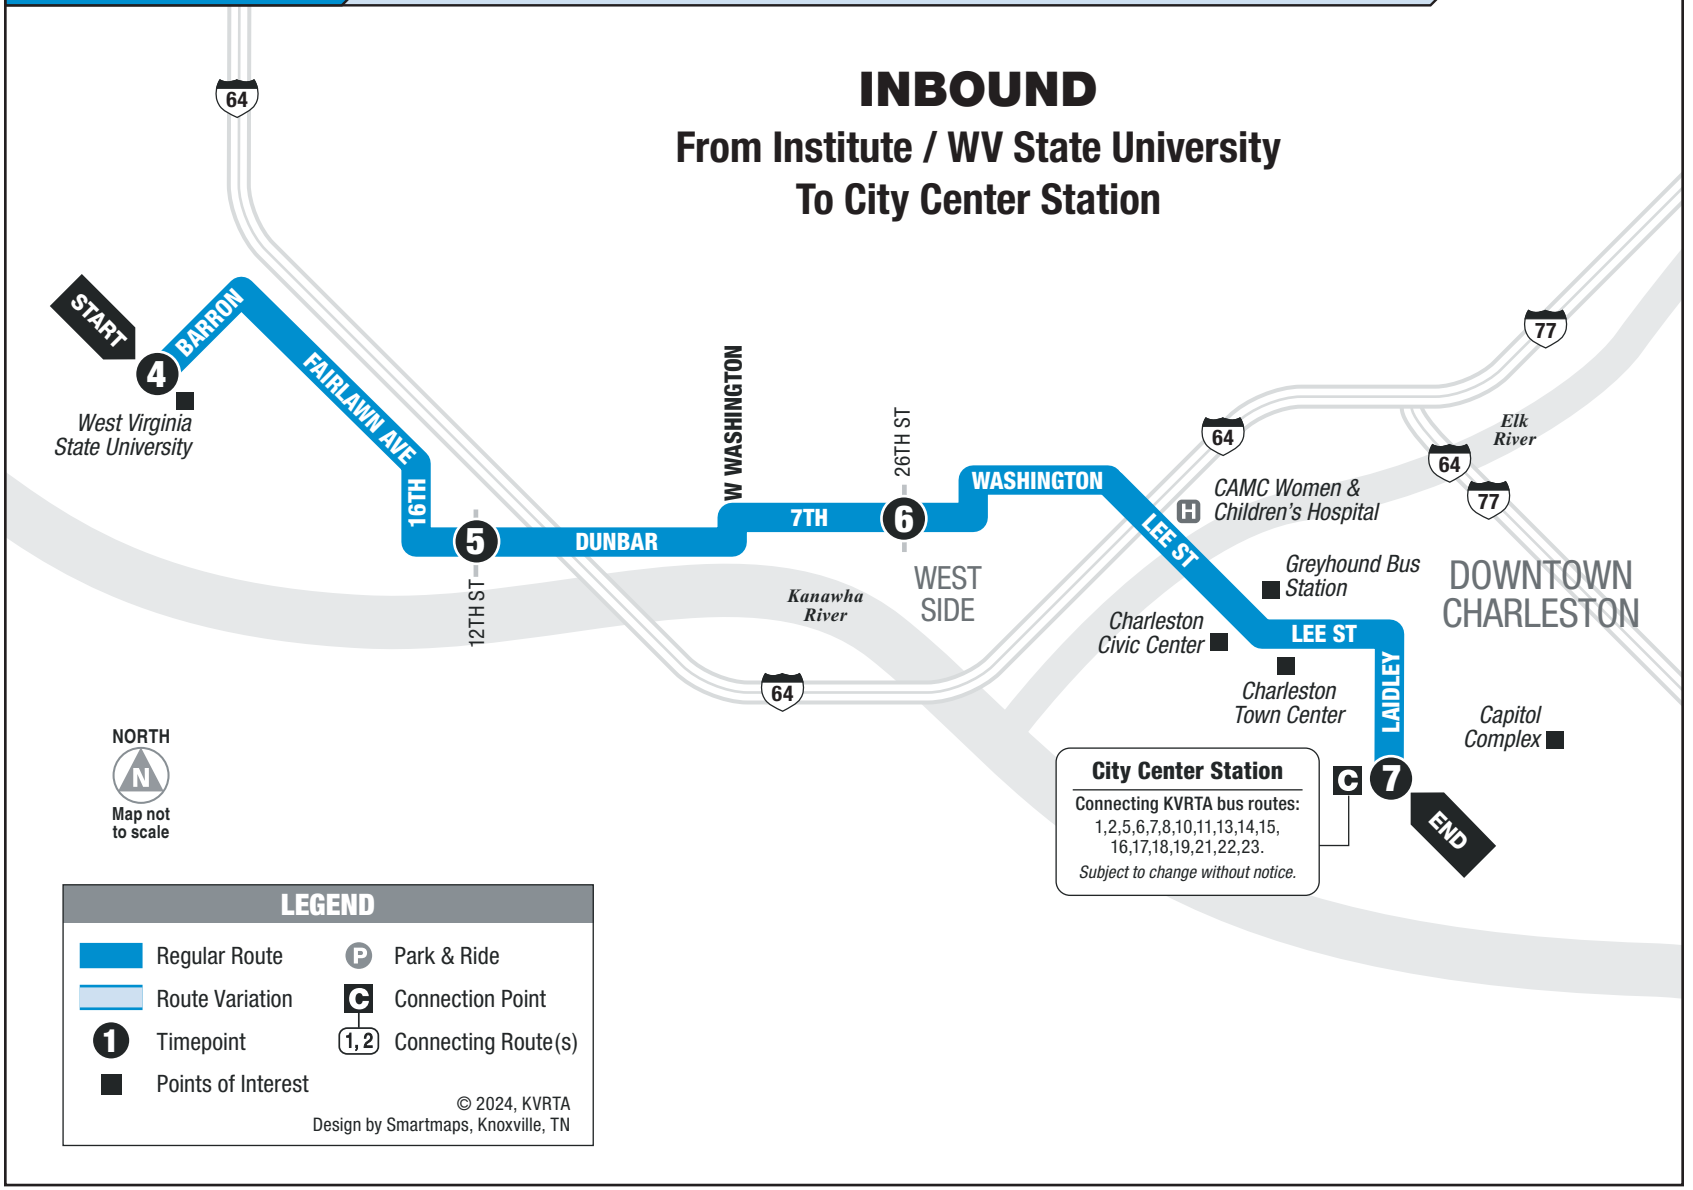 INBOUND
From Institute / WV State University
To City Center Station
64
START
4
BARRON
West Virginia
State University
FAIRLAWN AVE
16TH
5
12TH ST
DUNBAR
W WASHINGTON
7TH
26TH ST
6
WEST
SIDE
Kanawha
River
64
WASHINGTON
LEE ST
64
77
Elk
River
64
77
H
CAMC Women &
Children's Hospital
Greyhound Bus
Station
DOWNTOWN
CHARLESTON
Charleston
Civic Center
LEE ST
Charleston
Town Center
LAIDLEY
Capitol
Complex
C
7
END
City Center Station
Connecting KVRTA bus routes:
1,2,5,6,7,8,10,11,13,14,15,
16,17,18,19,21,22,23.
Subject to change without notice.
NORTH
N
Map not
to scale
LEGEND
Regular Route
P Park & Ride
Route Variation
C Connection Point
1 Timepoint
1, 2 Connecting Route(s)
Points of Interest
© 2024, KVRTA
Design by Smartmaps, Knoxville, TN